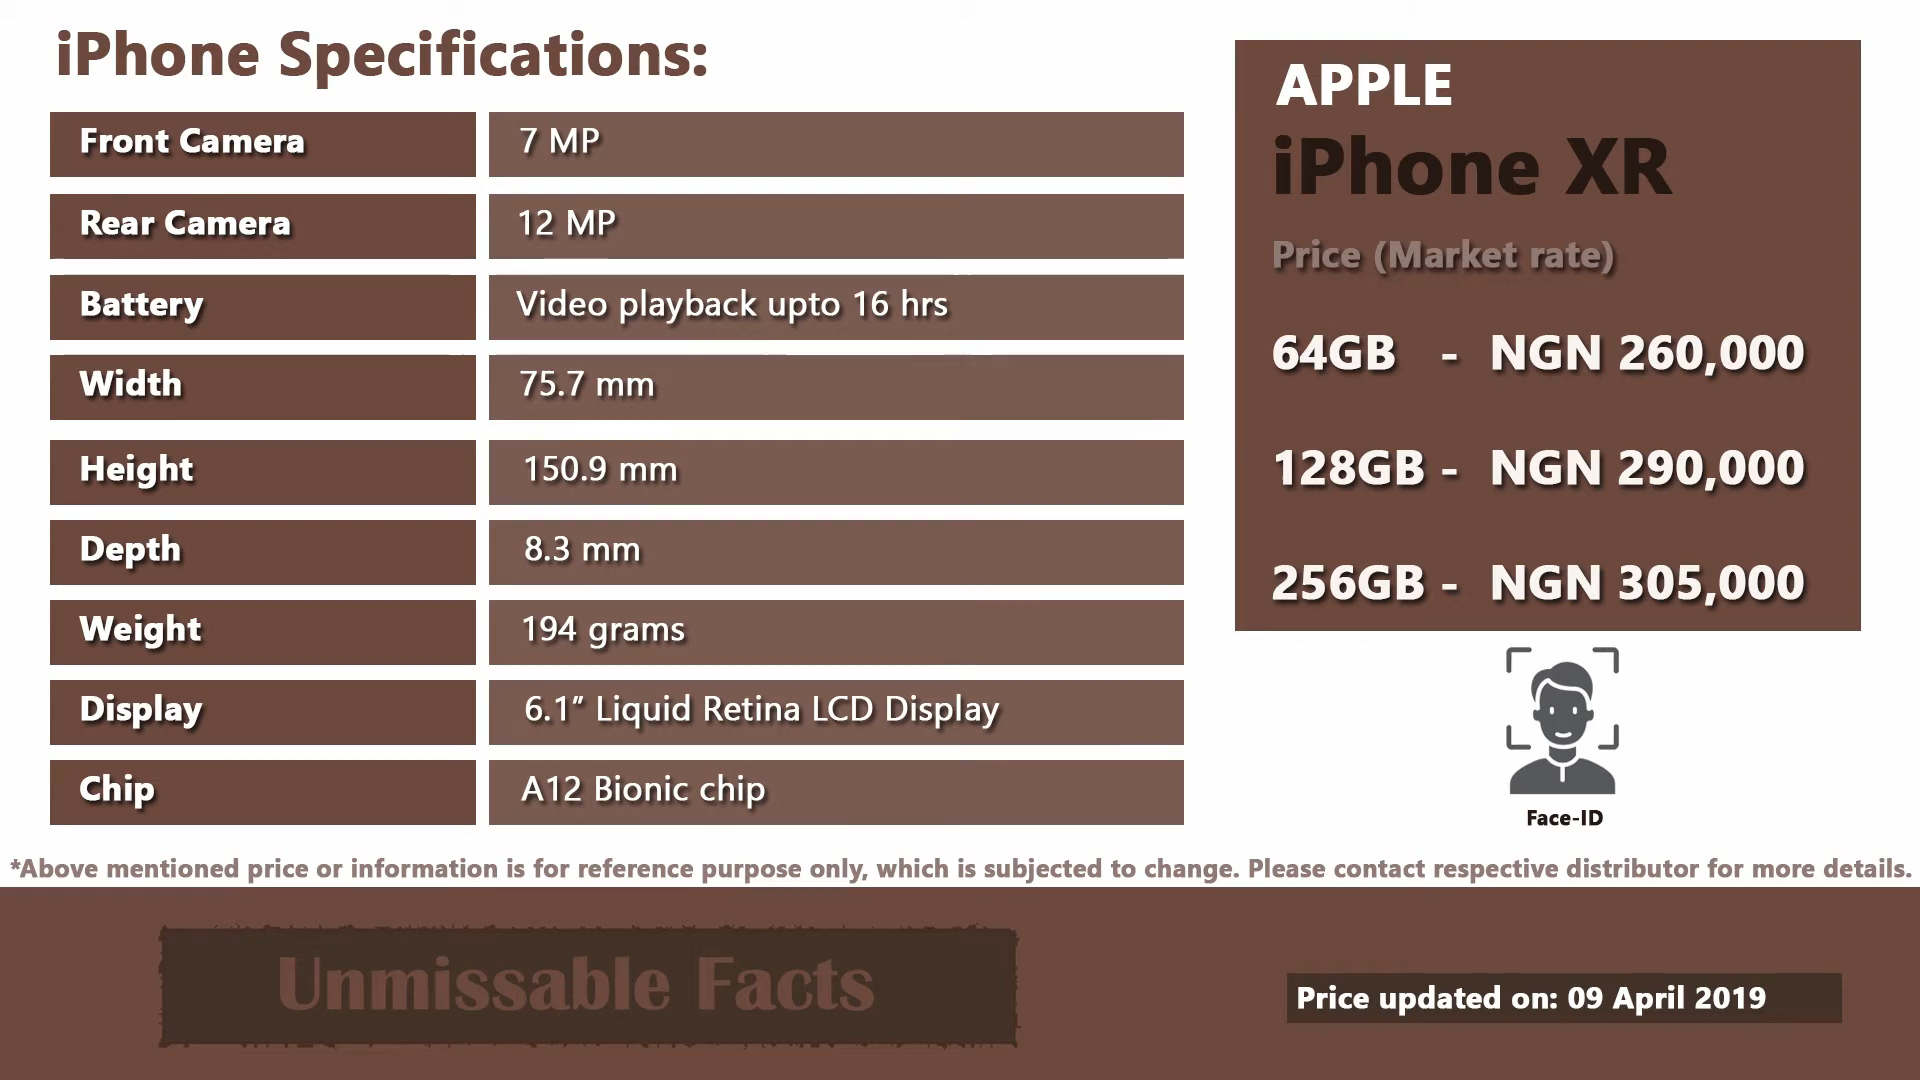 iPhone Specifications:
Front Camera 7 MP
Rear Camera 12 MP
Battery Video playback upto 16 hrs
Width 75.7 mm
Height 150.9 mm
Depth 8.3 mm
Weight 194 grams
Display 6.1” Liquid Retina LCD Display
Chip A12 Bionic chip
APPLE
iPhone XR
Price (Market rate)
64GB - NGN 260,000
128GB - NGN 290,000
256GB - NGN 305,000
Face-ID
*Above mentioned price or information is for reference purpose only, which is subjected to change. Please contact respective distributor for more details.
Unmissable Facts
Price updated on: 09 April 2019